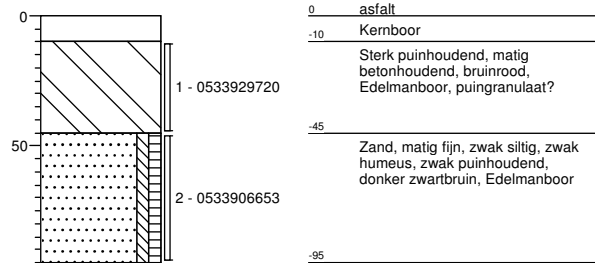 0
50
1 - 0533929720
2 - 0533906653
0
asfalt
-10
Kernboor
Sterk puinhoudend, matig
betonhoudend, bruinrood,
Edelmanboor, puingranulaat?
-45
Zand, matig fijn, zwak siltig, zwak
humeus, zwak puinhoudend,
donker zwartbruin, Edelmanboor
-95